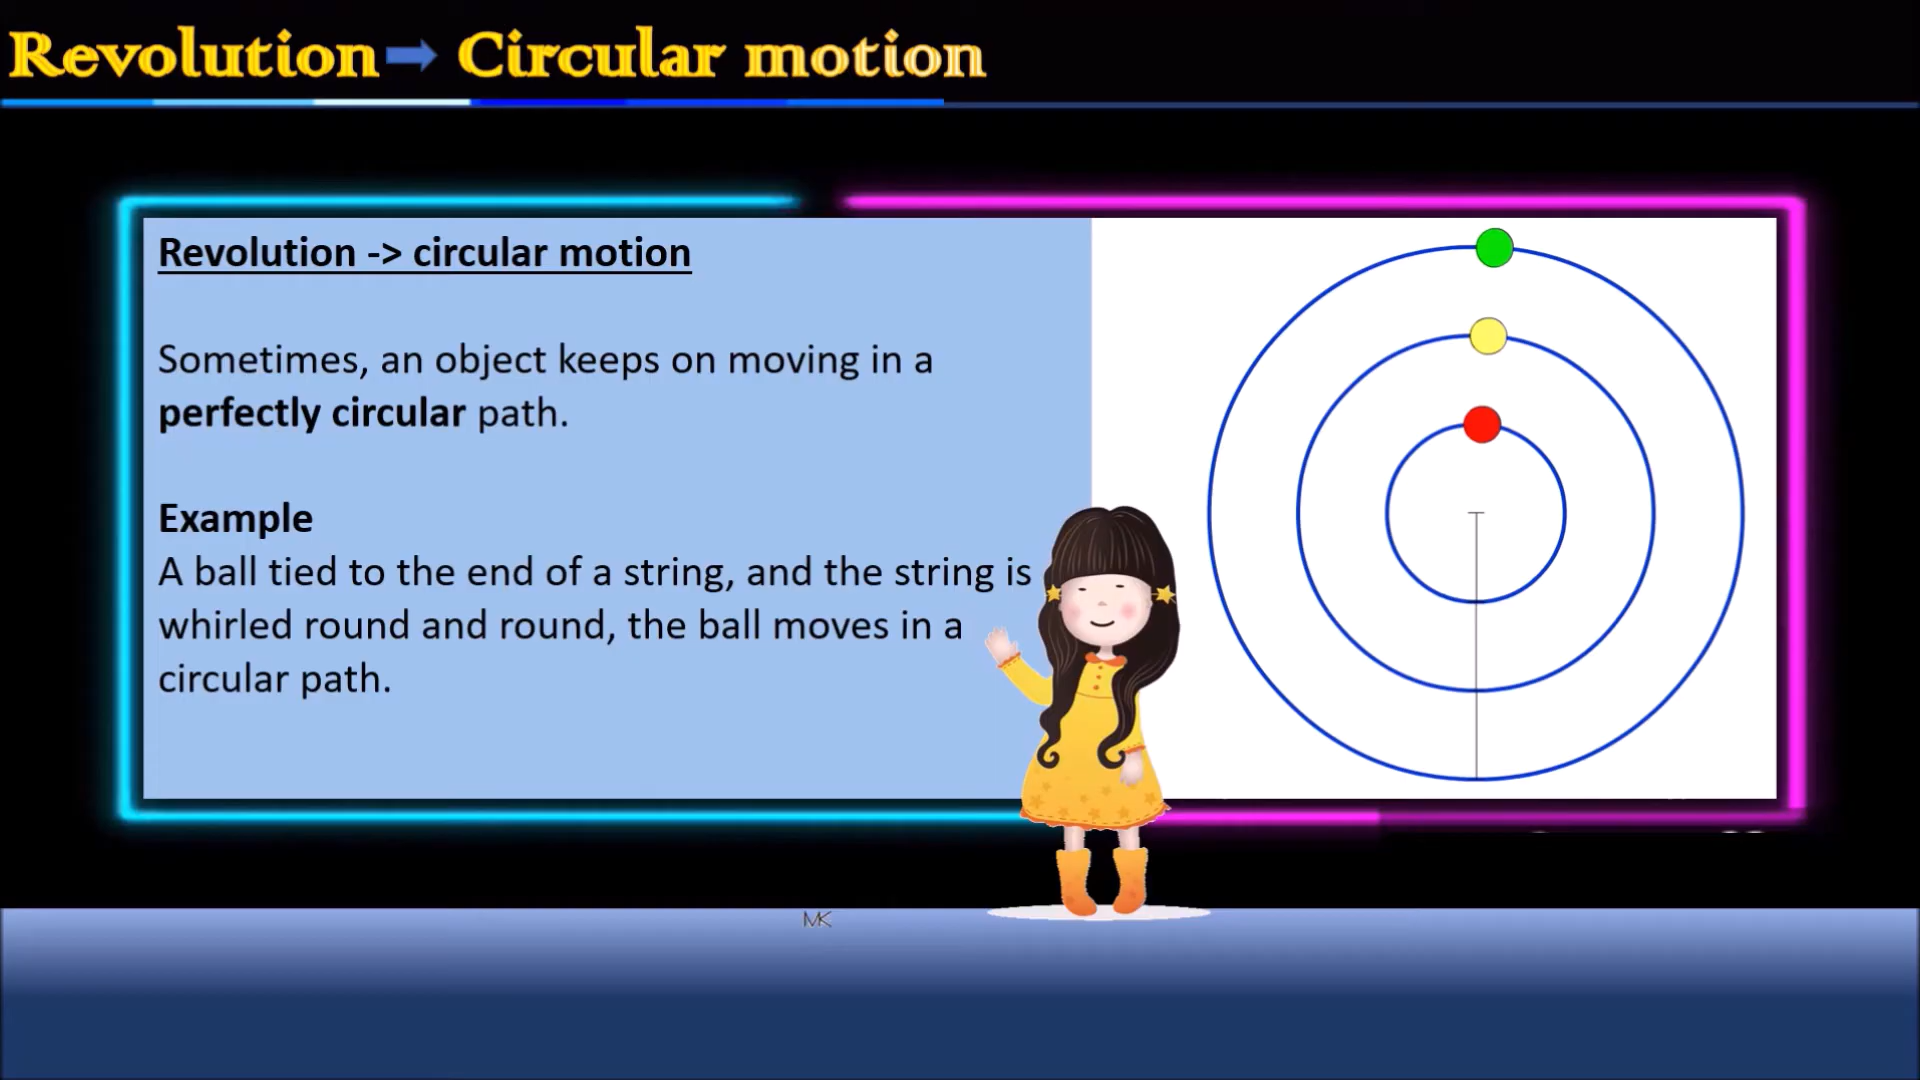 Revolution Circular motion
Revolution -> circular motion
Sometimes, an object keeps on moving in a
perfectly circular path.
Example
A ball tied to the end of a string, and the string is
whirled round and round, the ball moves in a
circular path.
MK